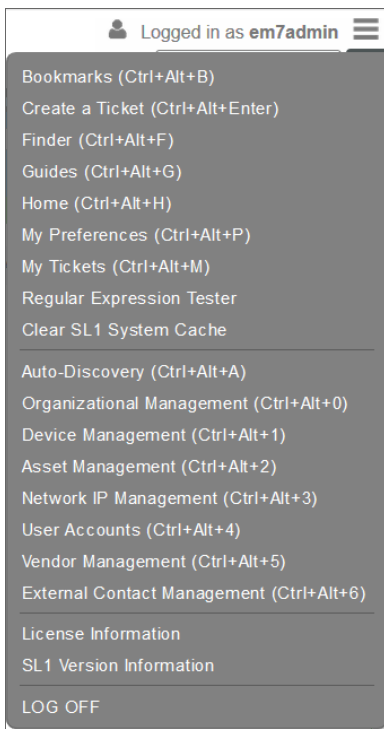 Logged in as em7admin
Bookmarks (Ctrl+Alt+B)
Create a Ticket (Ctrl+Alt+Enter)
Finder (Ctrl+Alt+F)
Guides (Ctrl+Alt+G)
Home (Ctrl+Alt+H)
My Preferences (Ctrl+Alt+P)
My Tickets (Ctrl+Alt+M)
Regular Expression Tester
Clear SL1 System Cache
Auto-Discovery (Ctrl+Alt+A)
Organizational Management (Ctrl+Alt+0)
Device Management (Ctrl+Alt+1)
Asset Management (Ctrl+Alt+2)
Network IP Management (Ctrl+Alt+3)
User Accounts (Ctrl+Alt+4)
Vendor Management (Ctrl+Alt+5)
External Contact Management (Ctrl+Alt+6)
License Information
SL1 Version Information
LOG OFF